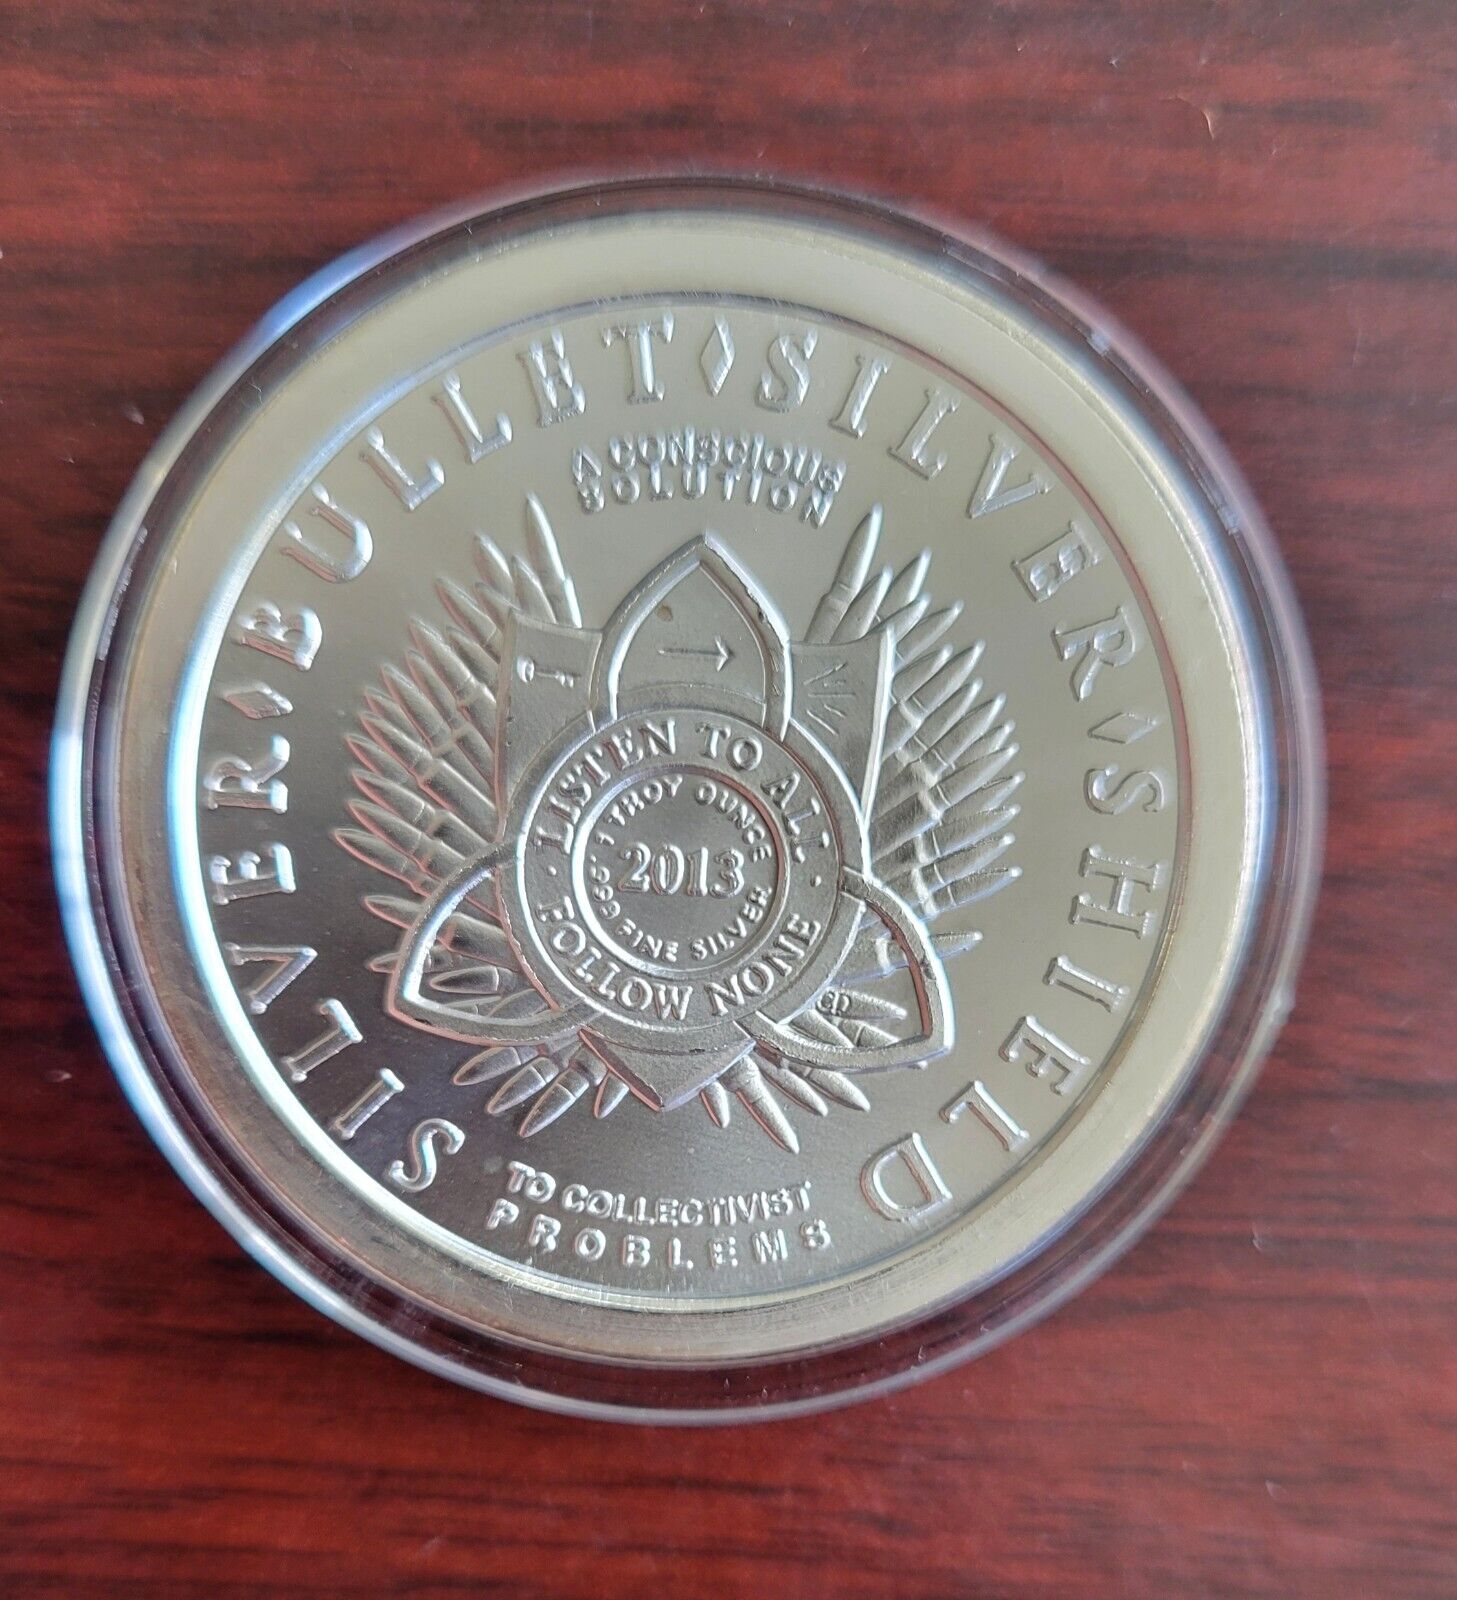 SILVER ♦ BULLET ♦ SILVER ♦ SHIELD
A CONSCIOUS
SOLUTION
· LISTEN TO ALL ·
FOLLOW NONE
1 TROY OUNCE
2013
.999 FINE SILVER
TO COLLECTIVIST
PROBLEMS